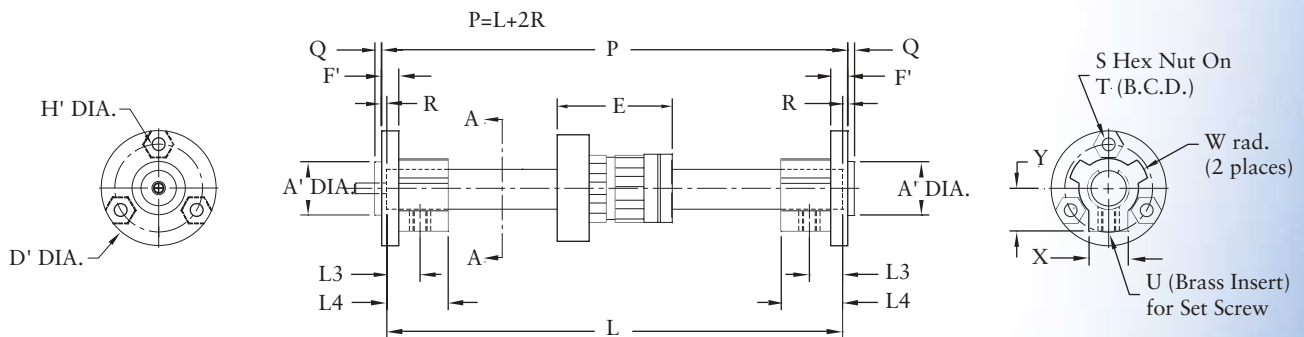 P=L+2R
Q
P
Q
F'
F'
S Hex Nut On
T (B.C.D.)
H' DIA.
R
E
R
A
W rad.
(2 places)
Y
A' DIA.
A' DIA.
D' DIA.
A
X
L3
L3
U (Brass Insert)
for Set Screw
L4
L4
L